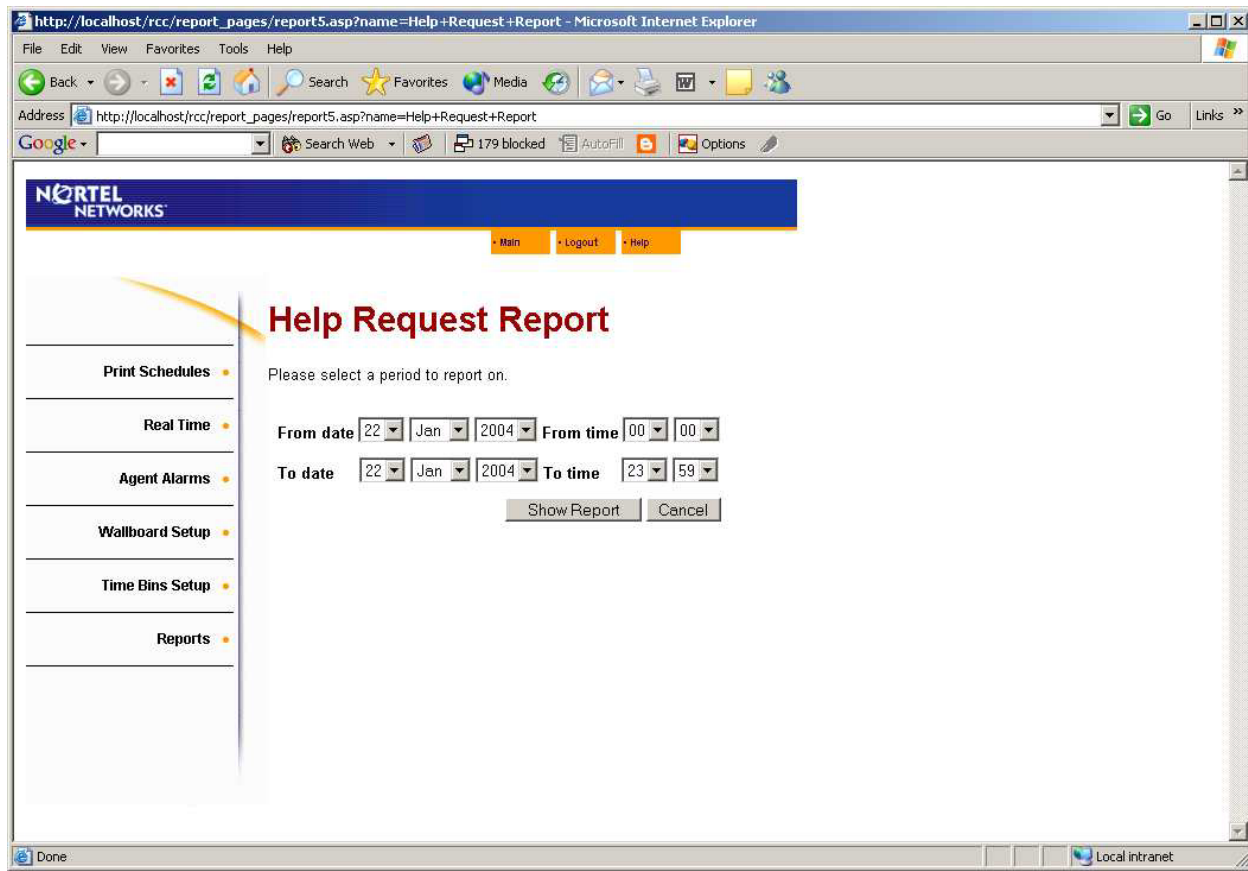 http://localhost/rcc/report_pages/report5.asp?name=Help+Request+Report - Microsoft Internet Explorer
File Edit View Favorites Tools Help
Back Search Favorites Media
Address http://localhost/rcc/report_pages/report5.asp?name=Help+Request+Report Go Links »
Google Search Web 179 blocked AutoFill Options
NORTEL
NETWORKS
• Main • Logout • Help
Help Request Report
Print Schedules •
Please select a period to report on.
Real Time •
From date 22 Jan 2004 From time 00 00
Agent Alarms •
To date 22 Jan 2004 To time 23 59
Show Report Cancel
Wallboard Setup •
Time Bins Setup •
Reports •
Done Local intranet